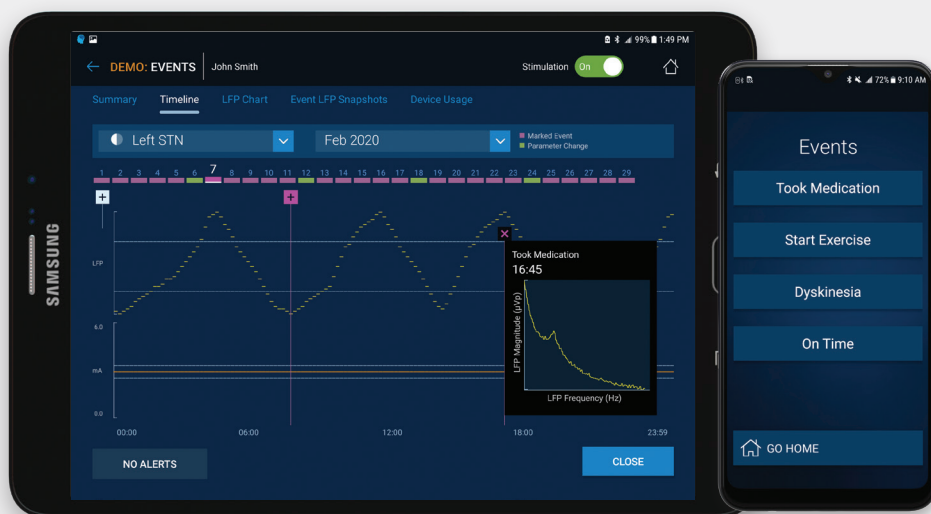 SAMSUNG
99% 1:49 PM
DEMO: EVENTS John Smith Stimulation On
Summary Timeline LFP Chart Event LFP Snapshots Device Usage
Left STN Feb 2020
Marked Event
Parameter Change
1 2 3 4 5 6 7 8 9 10 11 12 13 14 15 16 17 18 19 20 21 22 23 24 25 26 27 28 29
LFP
6.0
mA
0.0
00:00 06:00 12:00 18:00 23:59
Took Medication
16:45
LFP Magnitude (µVp)
LFP Frequency (Hz)
NO ALERTS CLOSE
72% 9:10 AM
Events
Took Medication
Start Exercise
Dyskinesia
On Time
GO HOME